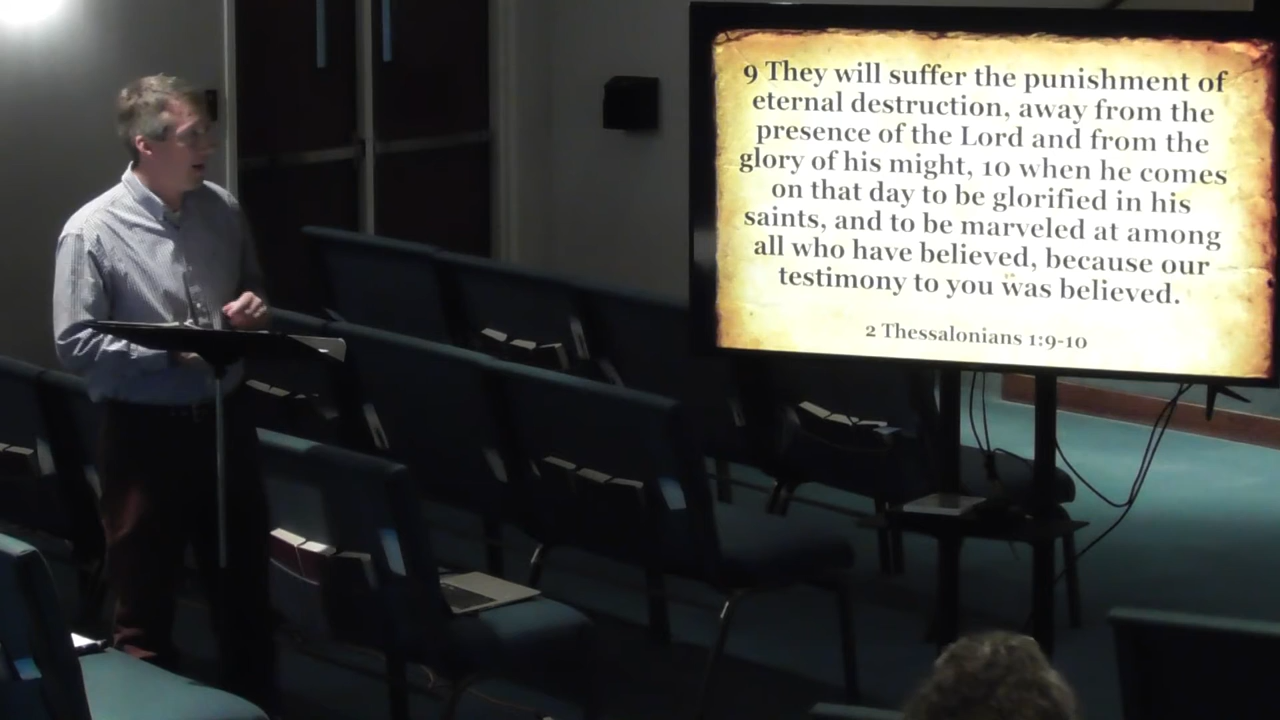 9 They will suffer the punishment of
eternal destruction, away from the
presence of the Lord and from the
glory of his might, 10 when he comes
on that day to be glorified in his
saints, and to be marveled at among
all who have believed, because our
testimony to you was believed.
2 Thessalonians 1:9-10